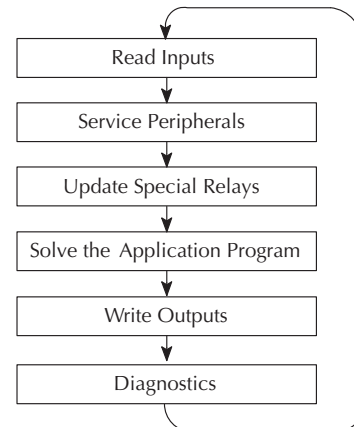 Read Inputs
Service Peripherals
Update Special Relays
Solve the Application Program
Write Outputs
Diagnostics